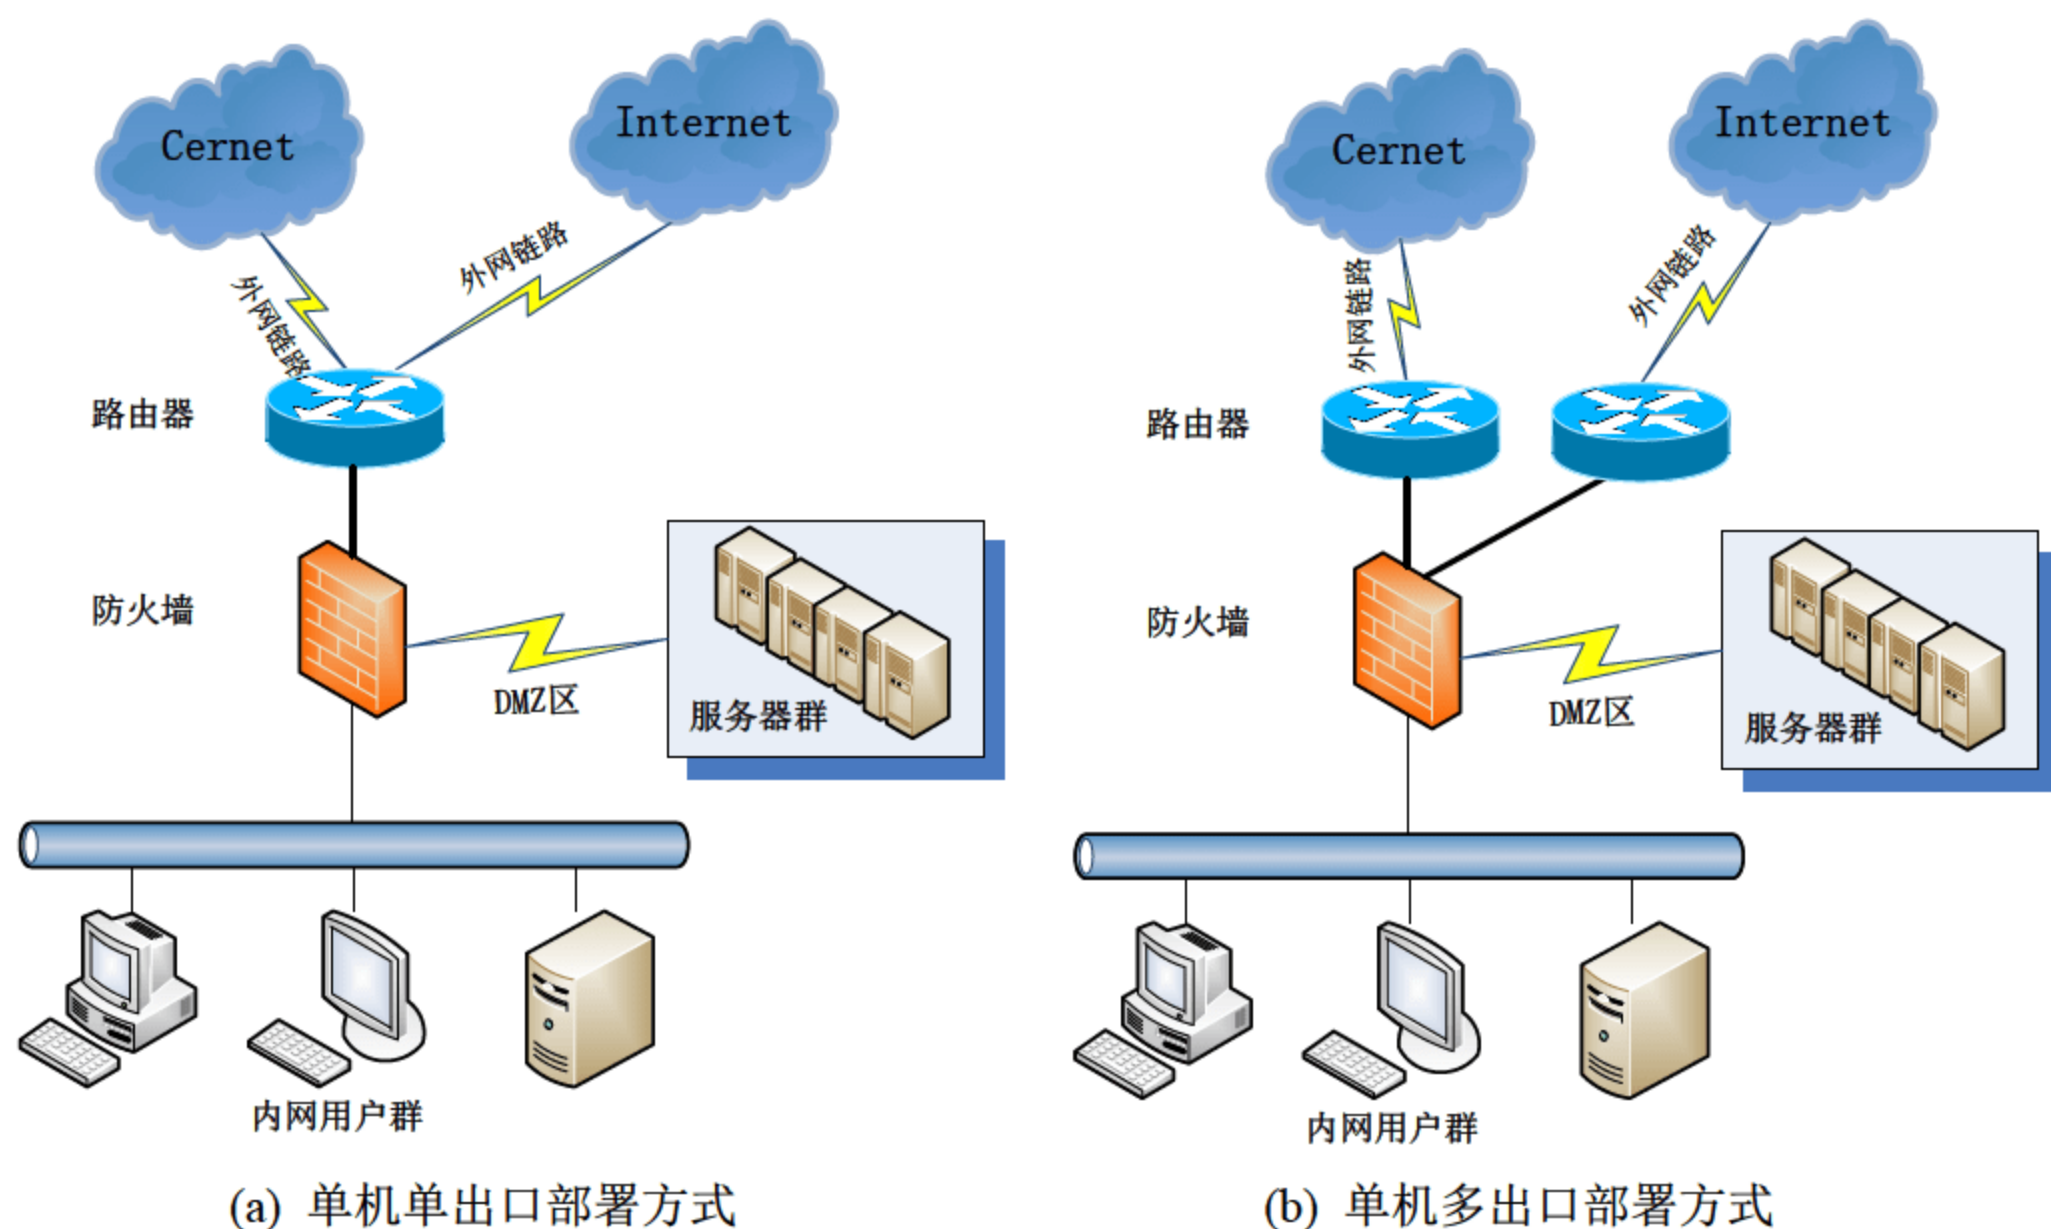 Cernet
Internet
外网链路
外网链路
路由器
防火墙
DMZ区
服务器群
内网用户群
(a) 单机单出口部署方式
Cernet
Internet
外网链路
外网链路
路由器
防火墙
DMZ区
服务器群
内网用户群
(b) 单机多出口部署方式